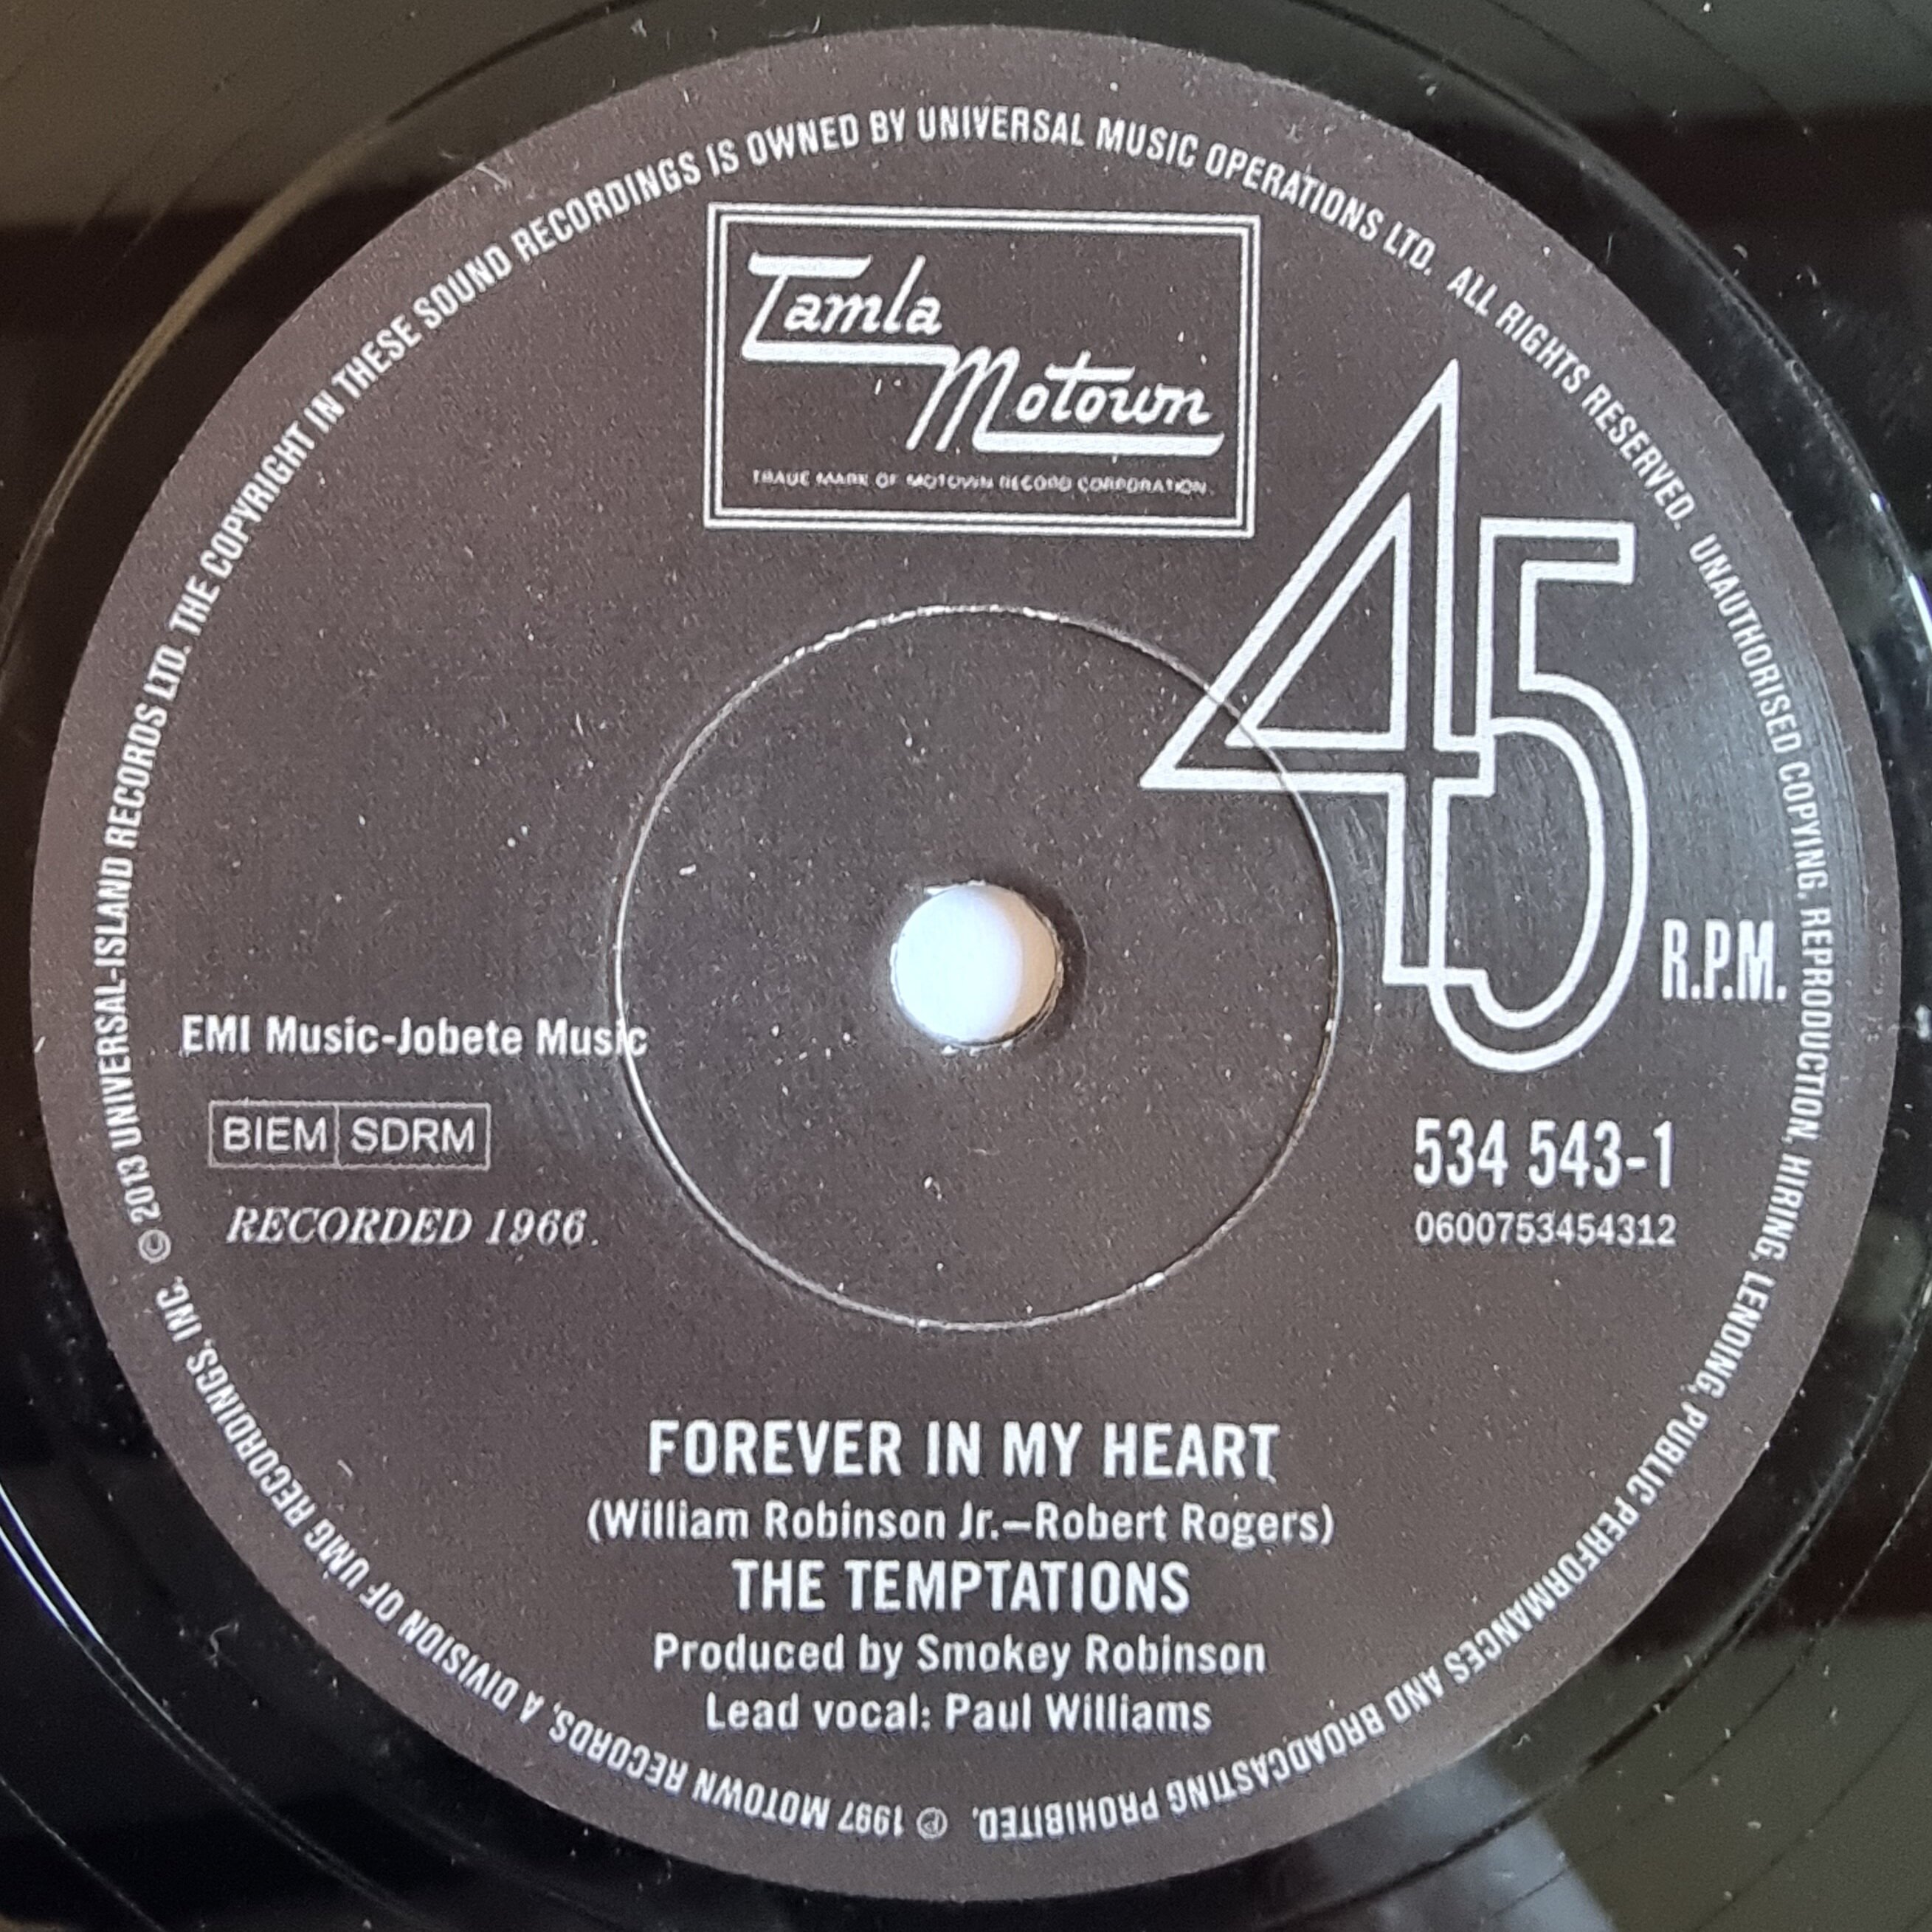 ℗ 1997 MOTOWN RECORDS, A DIVISION OF UMG RECORDINGS, INC. © 2013 UNIVERSAL-ISLAND RECORDS LTD. THE COPYRIGHT IN THESE SOUND RECORDINGS IS OWNED BY UNIVERSAL MUSIC OPERATIONS LTD. ALL RIGHTS RESERVED. UNAUTHORISED COPYING, REPRODUCTION, HIRING, LENDING, PUBLIC PERFORMANCES AND BROADCASTING PROHIBITED.
Tamla
Motown
TRADE MARK OF MOTOWN RECORD CORPORATION
45
R.P.M.
EMI Music-Jobete Music
BIEM SDRM
RECORDED 1966.
534 543-1
0600753454312
FOREVER IN MY HEART
(William Robinson Jr.–Robert Rogers)
THE TEMPTATIONS
Produced by Smokey Robinson
Lead vocal: Paul Williams